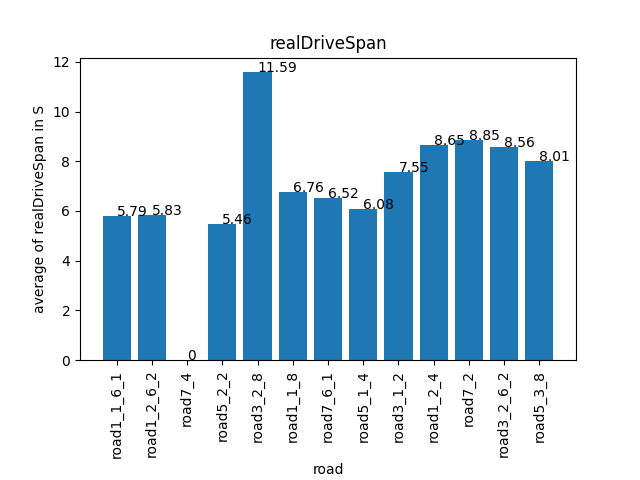 realDriveSpan
average of realDriveSpan in S
12
10
8
6
4
2
0
5.79
5.83
0
5.46
11.59
6.76
6.52
6.08
7.55
8.65
8.85
8.56
8.01
road1_1_6_1
road1_2_6_2
road7_4
road5_2_2
road3_2_8
road1_1_8
road7_6_1
road5_1_4
road3_1_2
road1_2_4
road7_2
road3_2_6_2
road5_3_8
road